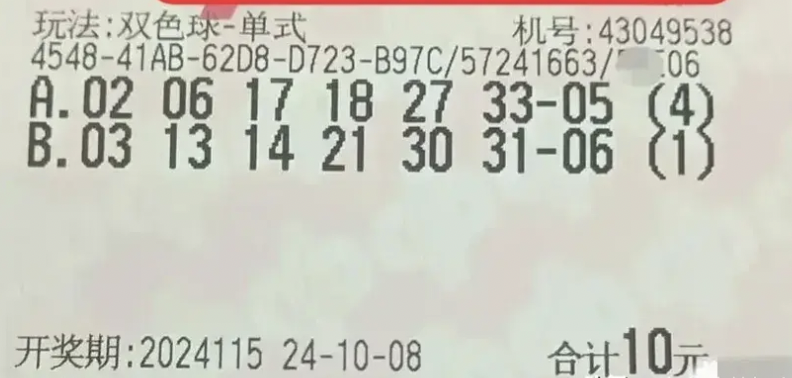 玩法:双色球-单式 机号:43049538
4548-41AB-62D8-D723-B97C/57241663/ E06
A.02 06 17 18 27 33-05 (4)
B.03 13 14 21 30 31-06 (1)
开奖期:2024115 24-10-08 合计10元